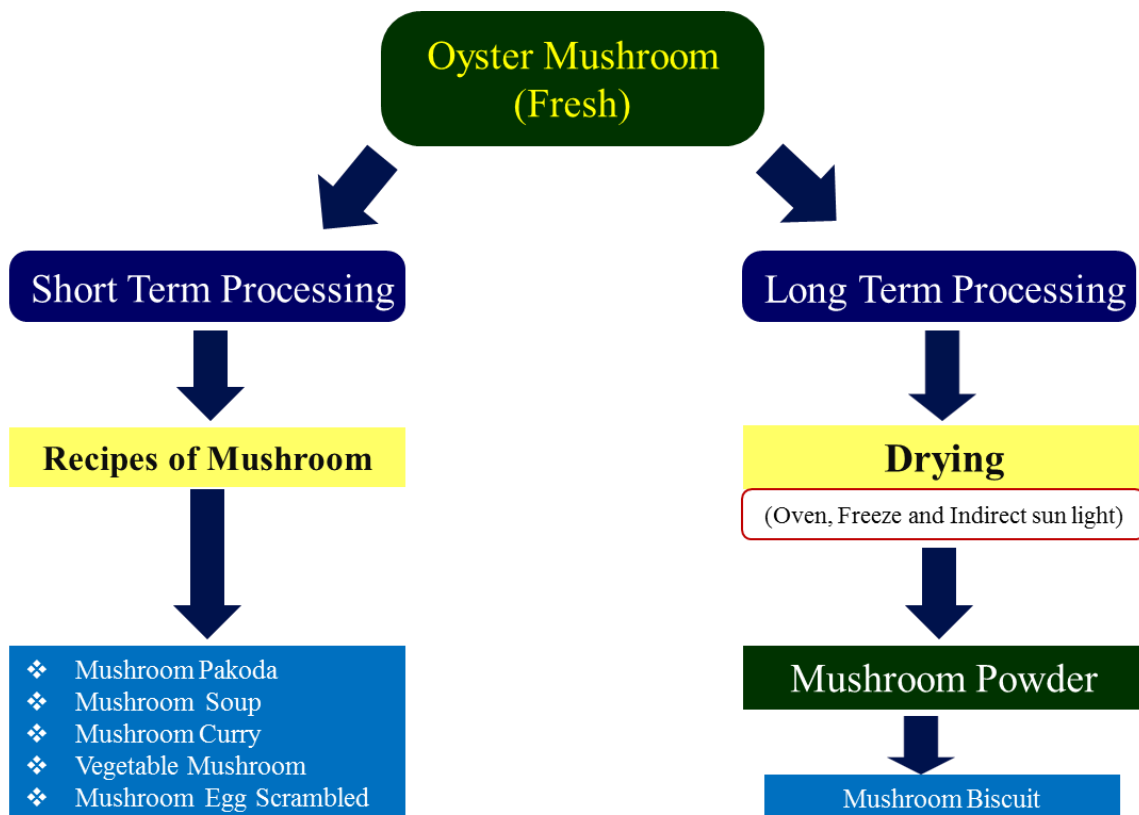 Oyster Mushroom
(Fresh)
Short Term Processing
Long Term Processing
Recipes of Mushroom
Drying
(Oven, Freeze and Indirect sun light)
❖ Mushroom Pakoda
❖ Mushroom Soup
❖ Mushroom Curry
❖ Vegetable Mushroom
❖ Mushroom Egg Scrambled
Mushroom Powder
Mushroom Biscuit